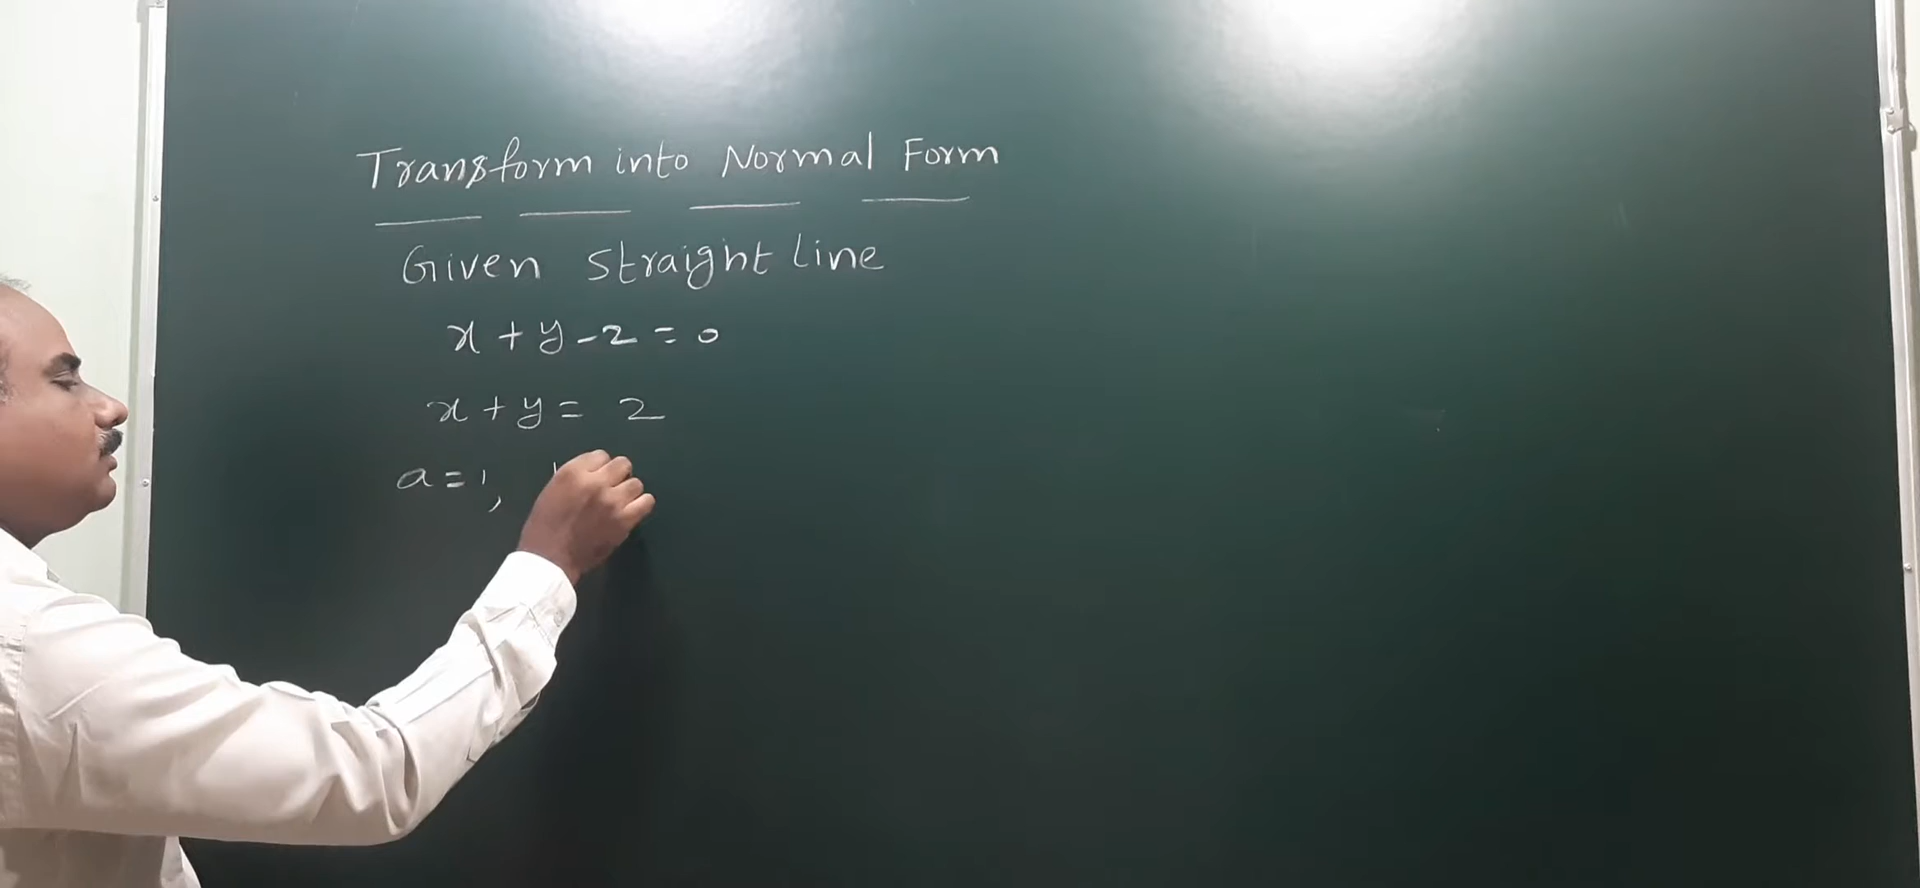 Transform into Normal Form
Given straight line
x + y - 2 = 0
x + y = 2
a = 1,